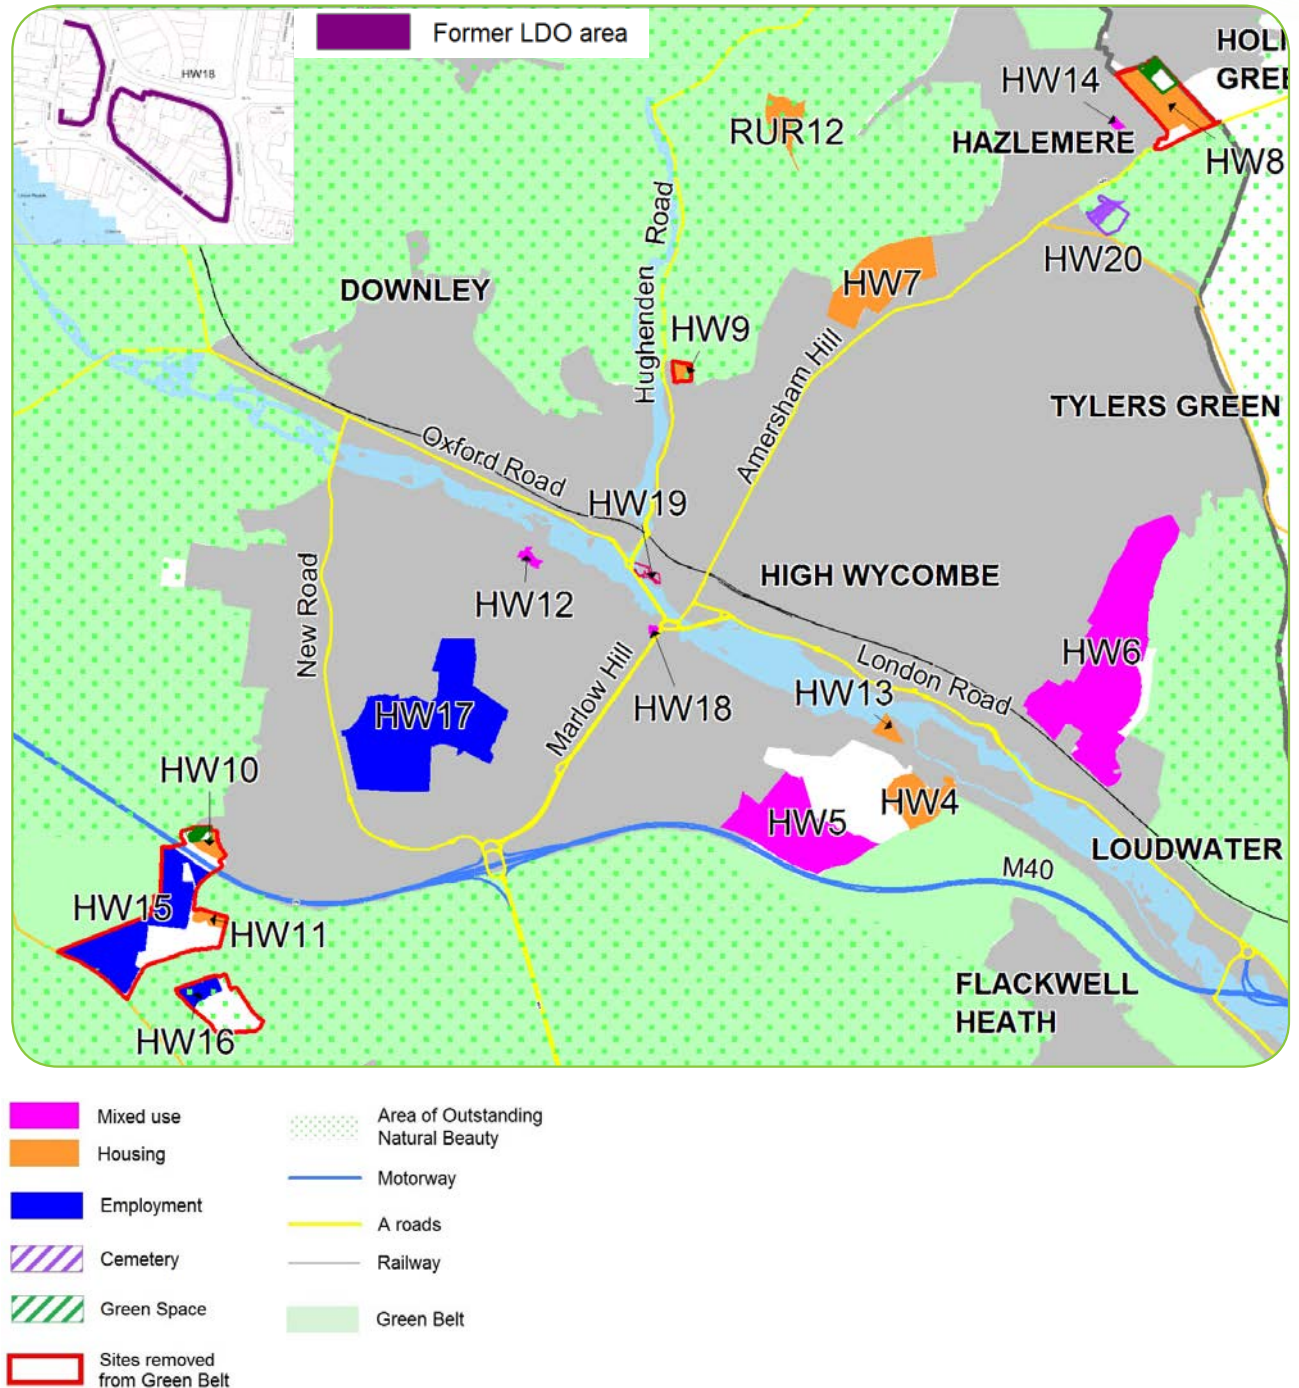 HW18
Former LDO area
HOL
GREE
HW14
HAZLEMERE
RUR12
HW8
Hughenden Road
HW20
DOWNLEY
HW7
HW9
Amersham Hill
TYLERS GREEN
Oxford Road
HW19
HIGH WYCOMBE
New Road
HW12
HW6
London Road
HW13
HW17
Marlow Hill
HW18
HW10
HW4
HW5
LOUDWATER
M40
HW15
HW11
FLACKWELL
HEATH
HW16
Mixed use
Housing
Employment
Cemetery
Green Space
Sites removed
from Green Belt
Area of Outstanding
Natural Beauty
Motorway
A roads
Railway
Green Belt